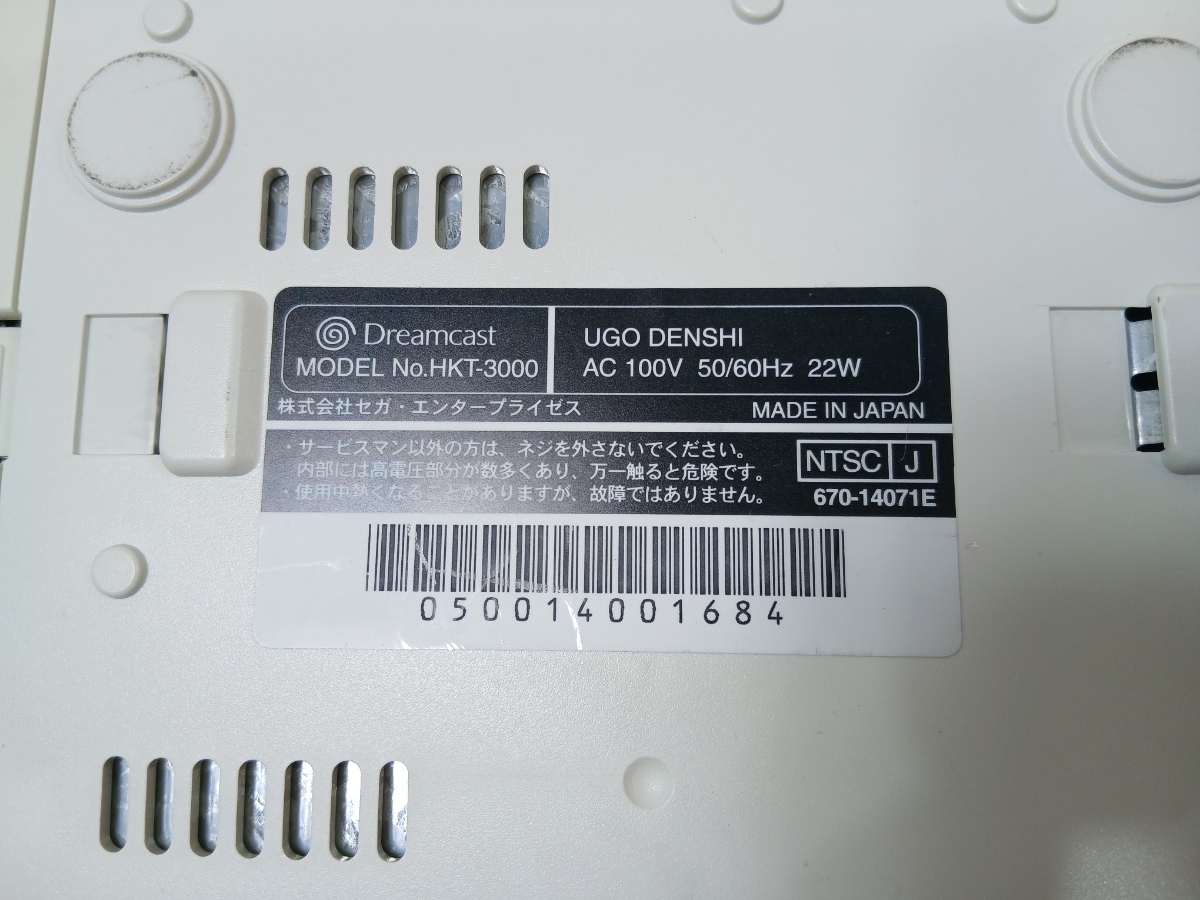 Dreamcast
MODEL No.HKT-3000
UGO DENSHI
AC 100V 50/60Hz 22W
株式会社セガ・エンタープライゼス
MADE IN JAPAN
・サービスマン以外の方は、ネジを外さないでください。
内部には高電圧部分が数多くあり、万一触ると危険です。
・使用中熱くなることがありますが、故障ではありません。
NTSC J
670-14071E
050014001684